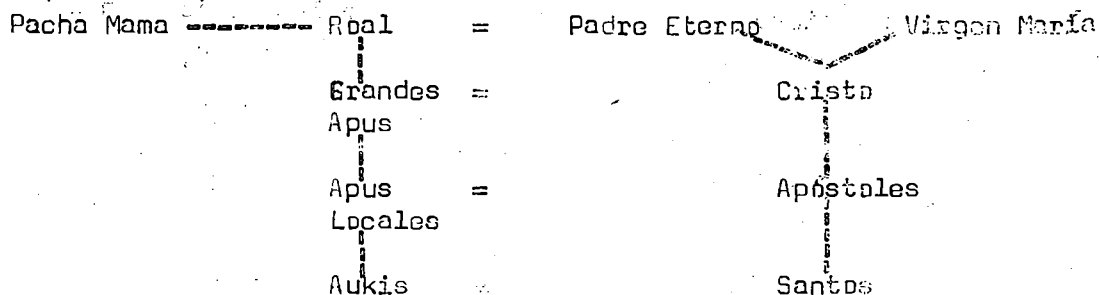 Pacha Mama Roal = Padre Eterno Virgen María
Grandes = Cristo
Apus
Apus = Apóstoles
Locales
Aukis = Santos